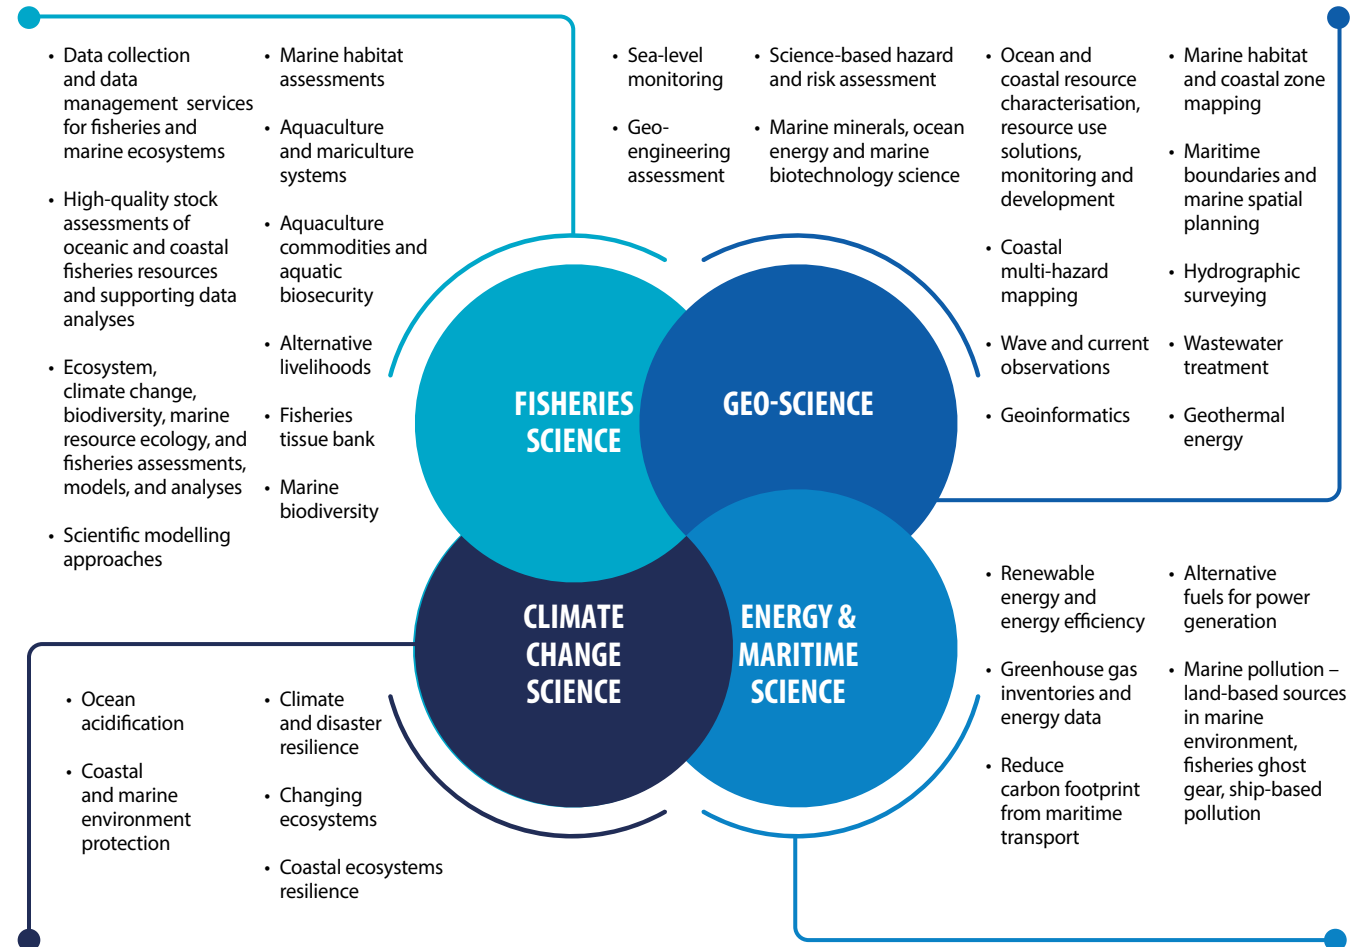 • Data collection
and data
management services
for fisheries and
marine ecosystems
• High-quality stock
assessments of
oceanic and coastal
fisheries resources
and supporting data
analyses
• Ecosystem,
climate change,
biodiversity, marine
resource ecology, and
fisheries assessments,
models, and analyses
• Scientific modelling
approaches
• Marine habitat
assessments
• Aquaculture
and mariculture
systems
• Aquaculture
commodities and
aquatic
biosecurity
• Alternative
livelihoods
• Fisheries
tissue bank
• Marine
biodiversity
• Sea-level
monitoring
• Geo-
engineering
assessment
• Science-based hazard
and risk assessment
• Marine minerals, ocean
energy and marine
biotechnology science
• Ocean and
coastal resource
characterisation,
resource use
solutions,
monitoring and
development
• Coastal
multi-hazard
mapping
• Wave and current
observations
• Geoinformatics
• Marine habitat
and coastal zone
mapping
• Maritime
boundaries and
marine spatial
planning
• Hydrographic
surveying
• Wastewater
treatment
• Geothermal
energy
FISHERIES
SCIENCE
GEO-SCIENCE
CLIMATE
CHANGE
SCIENCE
ENERGY &
MARITIME
SCIENCE
• Ocean
acidification
• Coastal
and marine
environment
protection
• Climate
and disaster
resilience
• Changing
ecosystems
• Coastal ecosystems
resilience
• Renewable
energy and
energy efficiency
• Greenhouse gas
inventories and
energy data
• Reduce
carbon footprint
from maritime
transport
• Alternative
fuels for power
generation
• Marine pollution –
land-based sources
in marine
environment,
fisheries ghost
gear, ship-based
pollution